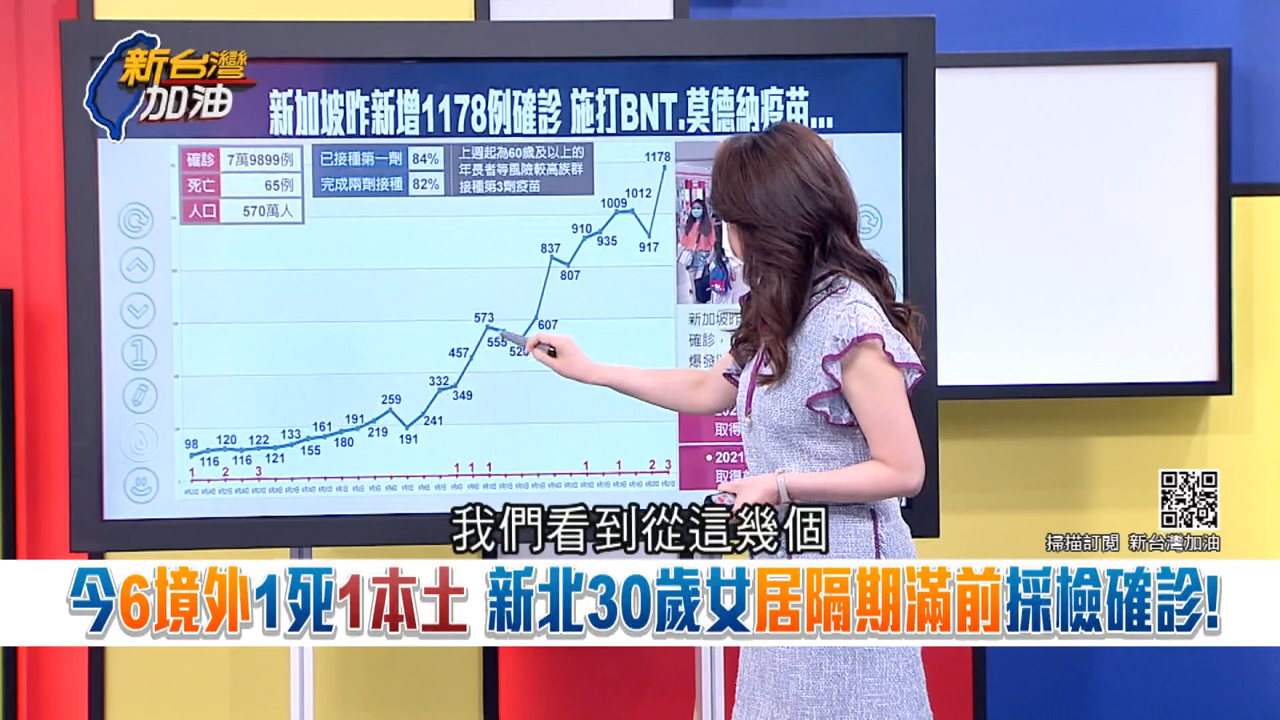 新台灣
加油
新加坡昨新增1178例確診 施打BNT.莫德納疫苗...
確診 7萬9899例
死亡 65例
人口 570萬人
已接種第一劑 84%
完成兩劑接種 82%
上週起為60歲及以上的
年長者等風險較高族群
接種第3劑疫苗
98 116 120 116 122 121 133 155 161 180 191 219 259 191 241 332 349 457 573 555 607 837 807 910 935 1009 1012 917 1178
1 2 3 1 1 1 1 1 2 3
新加坡昨
確診，
爆發
取得
2021
取得
1
我們看到從這幾個
掃描訂閱 新台灣加油
今6境外1死1本土 新北30歲女居隔期滿前採檢確診!